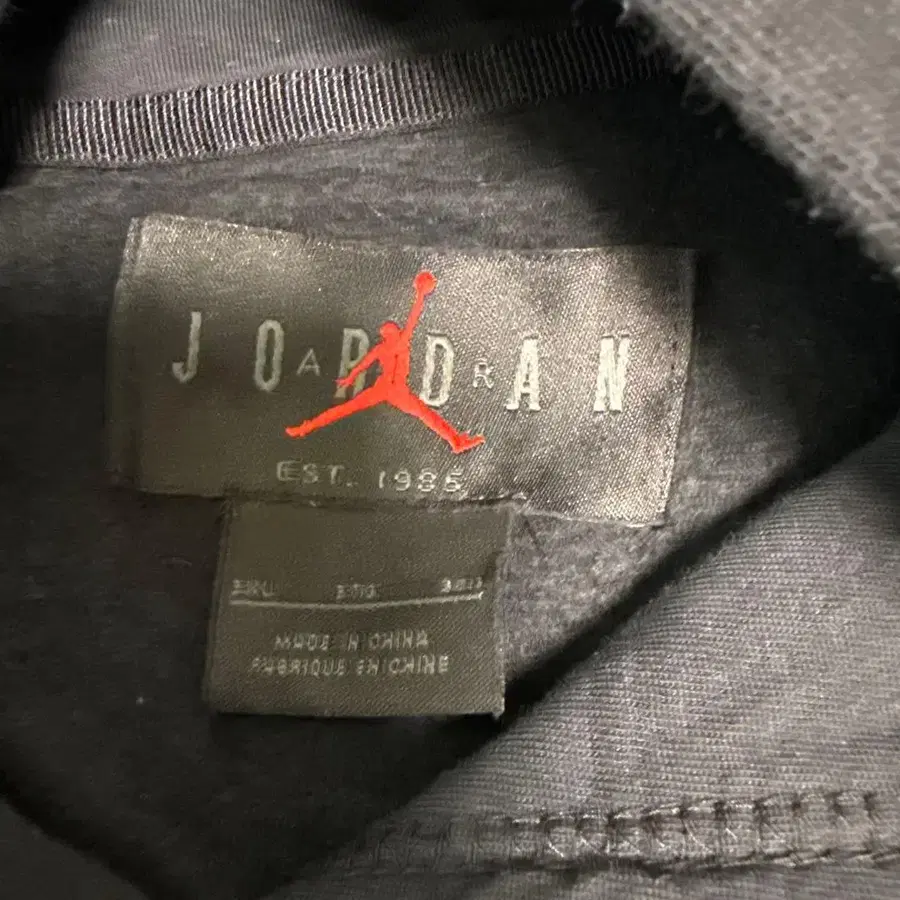 JORDAN
AIR
EST. 1985
MADE IN CHINA
FABRIQUE EN CHINE